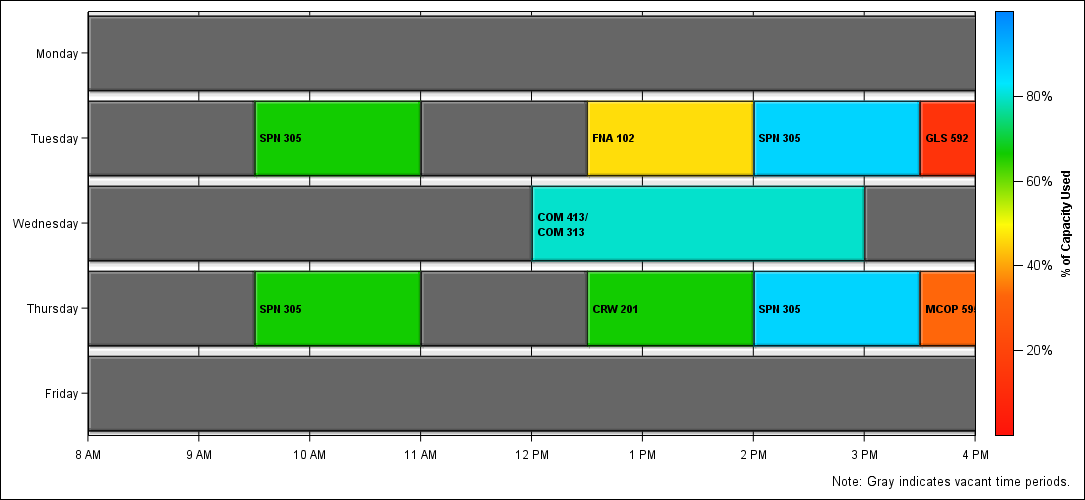 Monday
Tuesday
SPN 305
FNA 102
SPN 305
GLS 592
Wednesday
COM 413/
COM 313
Thursday
SPN 305
CRW 201
SPN 305
MCOP 59
Friday
8 AM
9 AM
10 AM
11 AM
12 PM
1 PM
2 PM
3 PM
4 PM
80%
60%
40%
20%
% of Capacity Used
Note: Gray indicates vacant time periods.